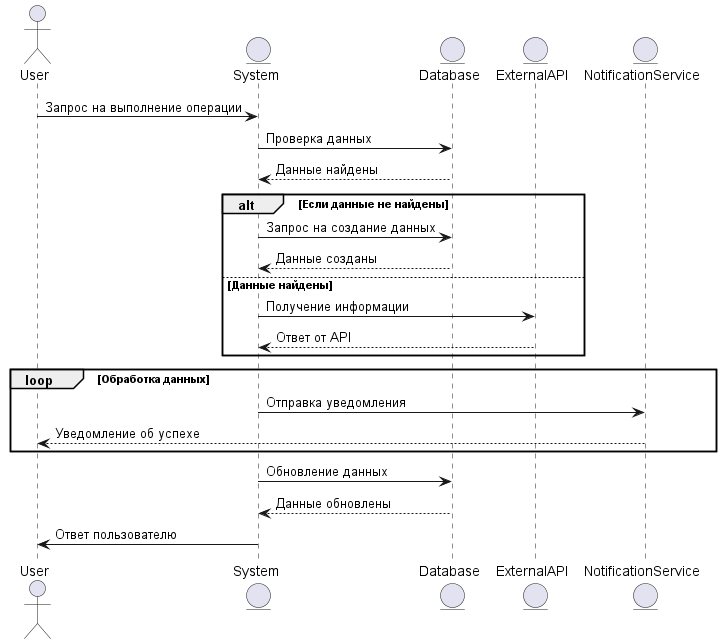 User
System
Database
ExternalAPI
NotificationService
Запрос на выполнение операции
Проверка данных
Данные найдены
alt
[Если данные не найдены]
Запрос на создание данных
Данные созданы
[Данные найдены]
Получение информации
Ответ от API
loop
[Обработка данных]
Отправка уведомления
Уведомление об успехе
Обновление данных
Данные обновлены
Ответ пользователю
User
System
Database
ExternalAPI
NotificationService